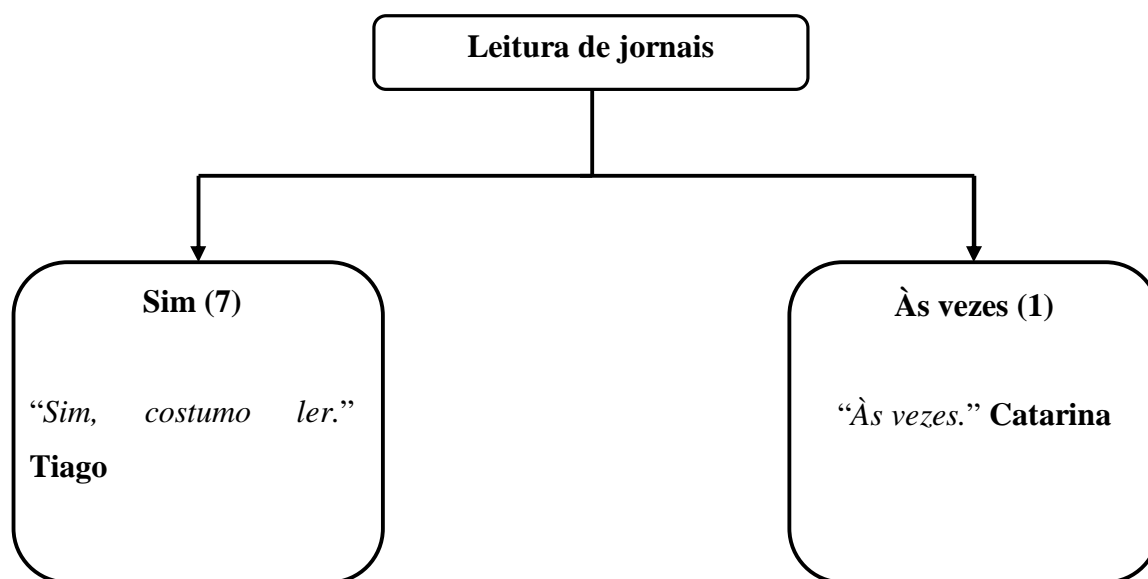 Leitura de jornais
Sim (7)
“Sim, costumo ler.”
Tiago
Às vezes (1)
“Às vezes.” Catarina